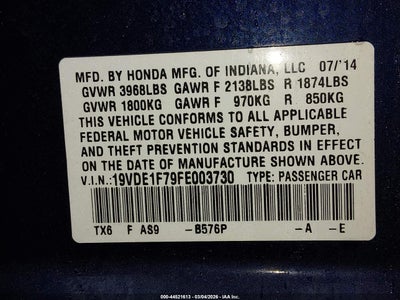 MFD. BY HONDA MFG. OF INDIANA, LLC 07/'14
GVWR 3968LBS GAWR F 2138LBS R 1874LBS
GVWR 1800KG GAWR F 970KG R 850KG
THIS VEHICLE CONFORMS TO ALL APPLICABLE
FEDERAL MOTOR VEHICLE SAFETY, BUMPER,
AND THEFT PREVENTION STANDARDS IN EFFECT
ON THE DATE OF MANUFACTURE SHOWN ABOVE.
V.I.N.: 19VDE1F79FE003730 TYPE: PASSENGER CAR
TX6 F AS9 -B576P -A -E
000-44521613 - 03/04/2026 - IAA Inc.